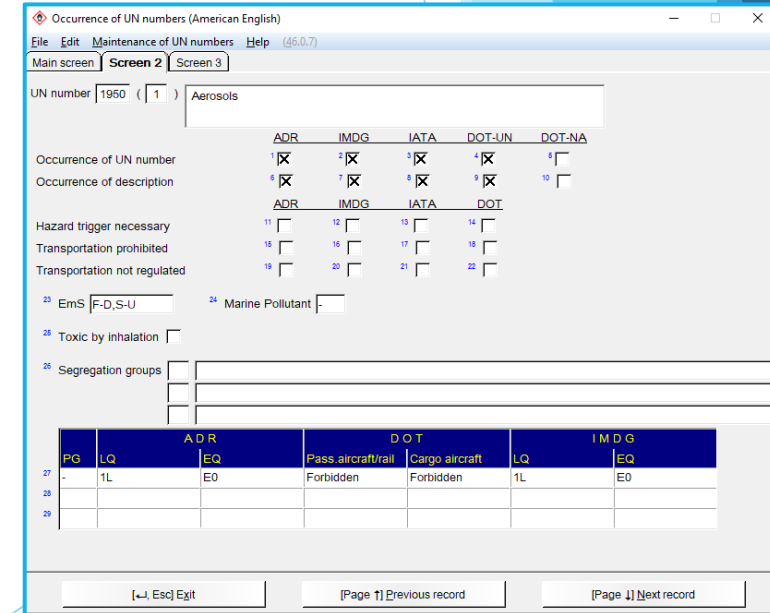 Occurrence of UN numbers (American English)
File Edit Maintenance of UN numbers Help (46.0.7)
Main screen Screen 2 Screen 3
UN number 1950 ( 1 ) Aerosols
ADR IMDG IATA DOT-UN DOT-NA
Occurrence of UN number 1 2 3 4 5
Occurrence of description 6 7 8 9 10
ADR IMDG IATA DOT
Hazard trigger necessary 11 12 13 14
Transportation prohibited 15 16 17 18
Transportation not regulated 19 20 21 22
23 EmS F-D,S-U 24 Marine Pollutant -
25 Toxic by inhalation
26 Segregation groups
ADR DOT IMDG
PG LQ EQ Pass.aircraft/rail Cargo aircraft LQ EQ
27 - 1L E0 Forbidden Forbidden 1L E0
28
29
[↵, Esc] Exit [Page ↑] Previous record [Page ↓] Next record